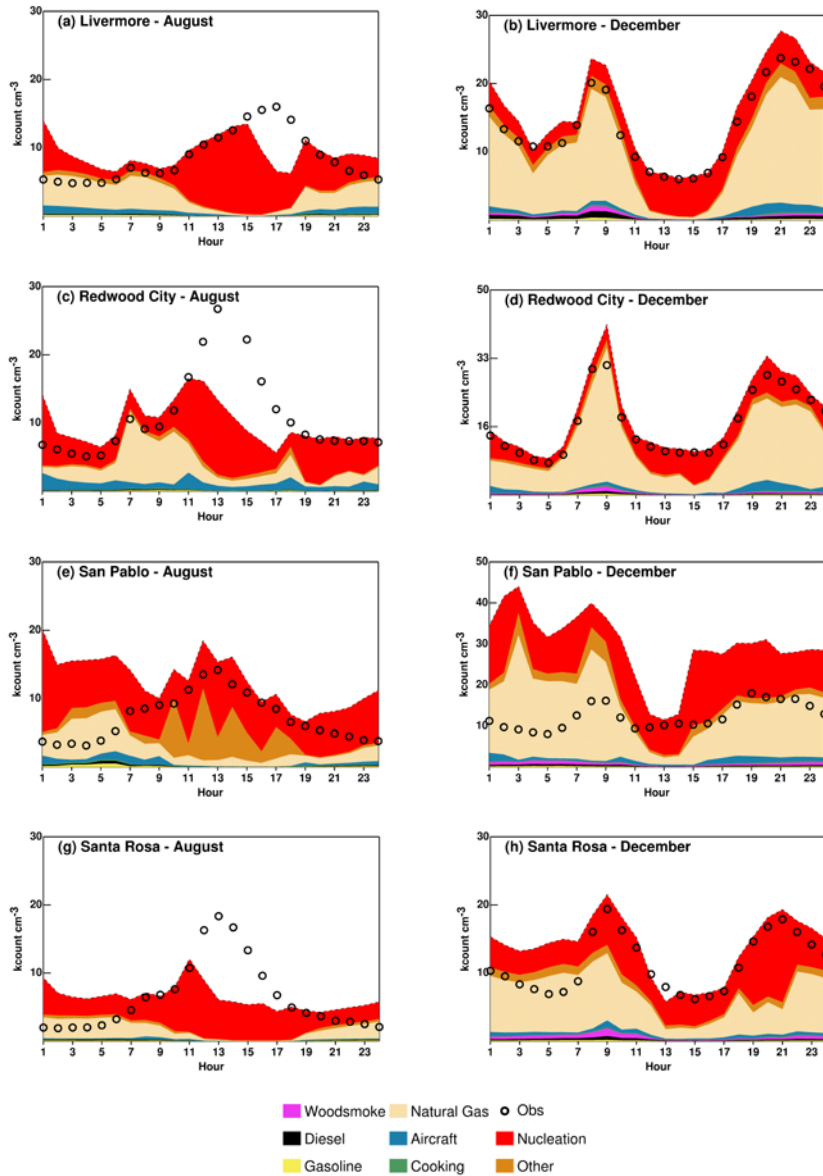 (a) Livermore - August
(b) Livermore - December
30
20
10
kcount cm-3
1 3 5 7 9 11 13 15 17 19 21 23
Hour
30
20
10
kcount cm-3
1 3 5 7 9 11 13 15 17 19 21 23
Hour
(c) Redwood City - August
(d) Redwood City - December
30
20
10
kcount cm-3
1 3 5 7 9 11 13 15 17 19 21 23
Hour
50
33
16
kcount cm-3
1 3 5 7 9 11 13 15 17 19 21 23
Hour
(e) San Pablo - August
(f) San Pablo - December
30
20
10
kcount cm-3
1 3 5 7 9 11 13 15 17 19 21 23
Hour
50
40
30
20
10
kcount cm-3
1 3 5 7 9 11 13 15 17 19 21 23
Hour
(g) Santa Rosa - August
(h) Santa Rosa - December
30
20
10
kcount cm-3
1 3 5 7 9 11 13 15 17 19 21 23
Hour
30
20
10
kcount cm-3
1 3 5 7 9 11 13 15 17 19 21 23
Hour
Woodsmoke Natural Gas Obs
Diesel Aircraft Nucleation
Gasoline Cooking Other